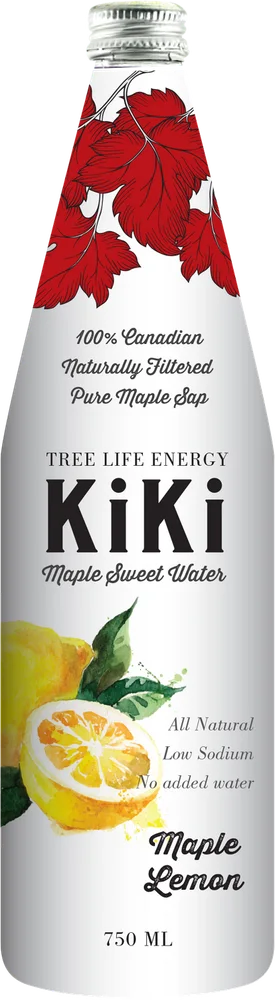 100% Canadian
Naturally Filtered
Pure Maple Sap
TREE LIFE ENERGY
KiKi
Maple Sweet Water
All Natural
Low Sodium
No added water
Maple
Lemon
750 ML